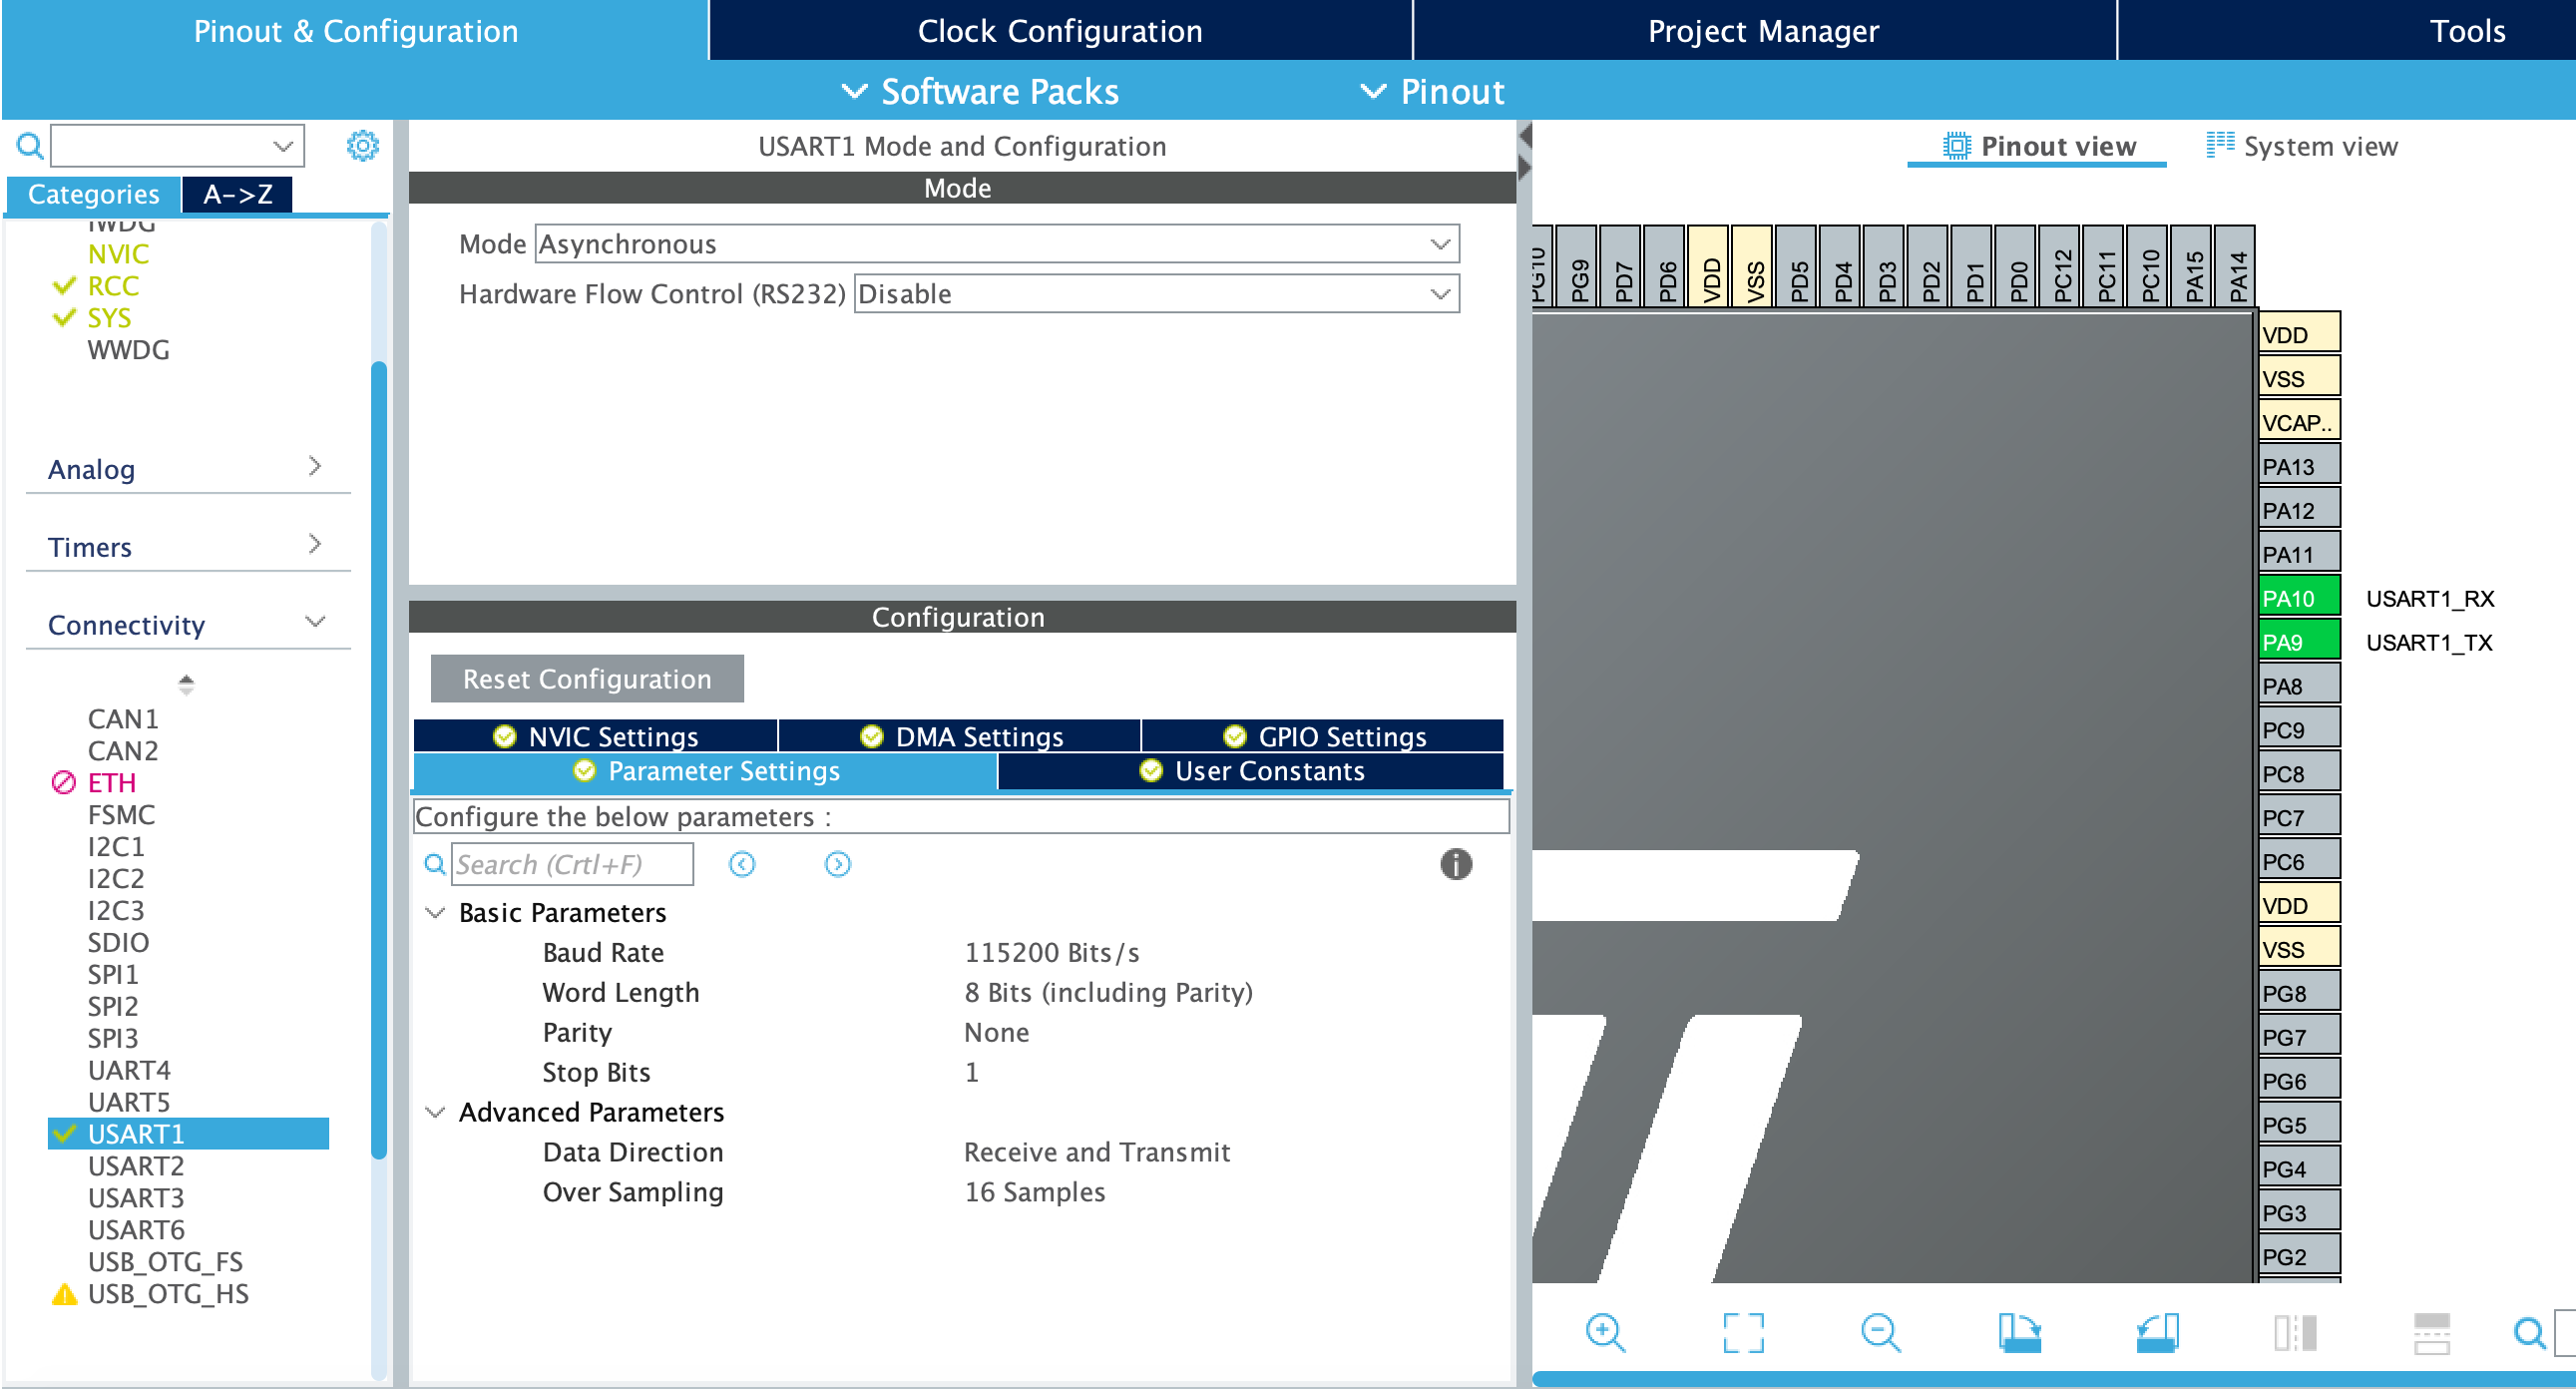 Pinout & Configuration
Clock Configuration
Project Manager
Tools
Software Packs
Pinout
Categories
A->Z
IWDG
NVIC
RCC
SYS
WWDG
Analog
Timers
Connectivity
CAN1
CAN2
ETH
FSMC
I2C1
I2C2
I2C3
SDIO
SPI1
SPI2
SPI3
UART4
UART5
USART1
USART2
USART3
USART6
USB_OTG_FS
USB_OTG_HS
USART1 Mode and Configuration
Mode
Mode Asynchronous
Hardware Flow Control (RS232) Disable
Configuration
Reset Configuration
NVIC Settings
DMA Settings
GPIO Settings
Parameter Settings
User Constants
Configure the below parameters :
Search (Crtl+F)
Basic Parameters
Baud Rate 115200 Bits/s
Word Length 8 Bits (including Parity)
Parity None
Stop Bits 1
Advanced Parameters
Data Direction Receive and Transmit
Over Sampling 16 Samples
Pinout view
System view
PG10
PG9
PD7
PD6
VDD
VSS
PD5
PD4
PD3
PD2
PD1
PD0
PC12
PC11
PC10
PA15
PA14
VDD
VSS
VCAP..
PA13
PA12
PA11
PA10 USART1_RX
PA9 USART1_TX
PA8
PC9
PC8
PC7
PC6
VDD
VSS
PG8
PG7
PG6
PG5
PG4
PG3
PG2